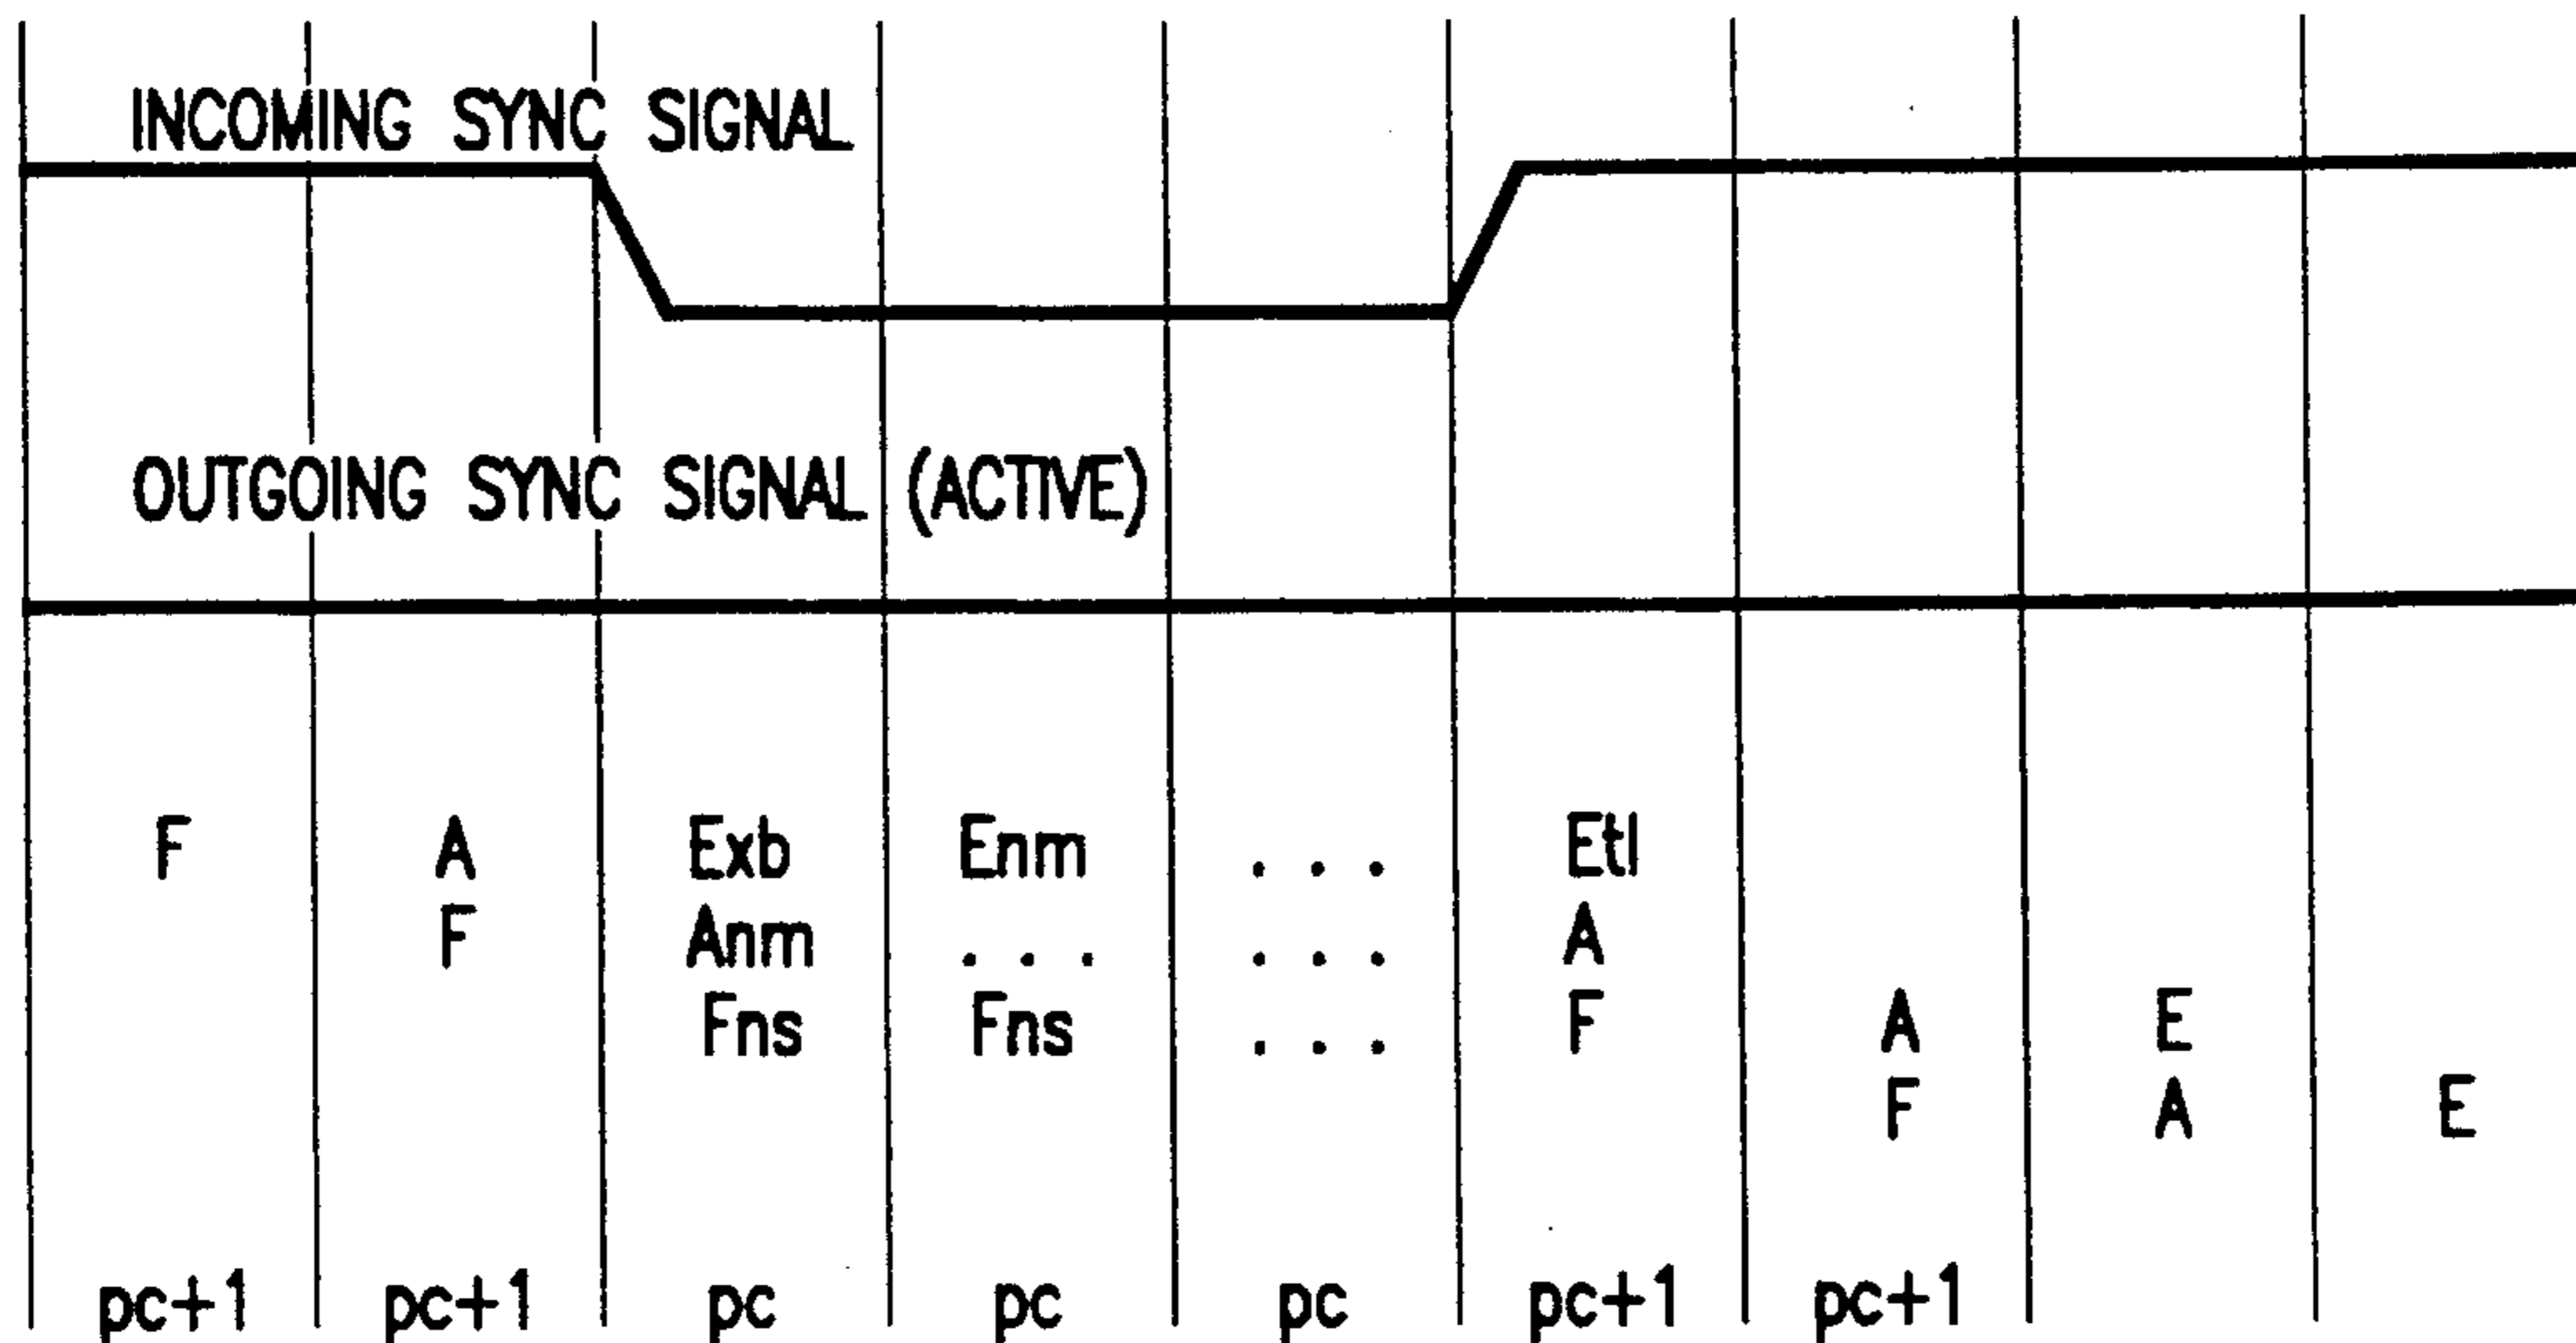 INCOMING SYNC SIGNAL
OUTGOING SYNC SIGNAL (ACTIVE)
F A Exb Enm . . . Etl
F Anm . . . . . . A
Fns Fns . . . F A E
F A E
pc+1 pc+1 pc pc pc pc+1 pc+1